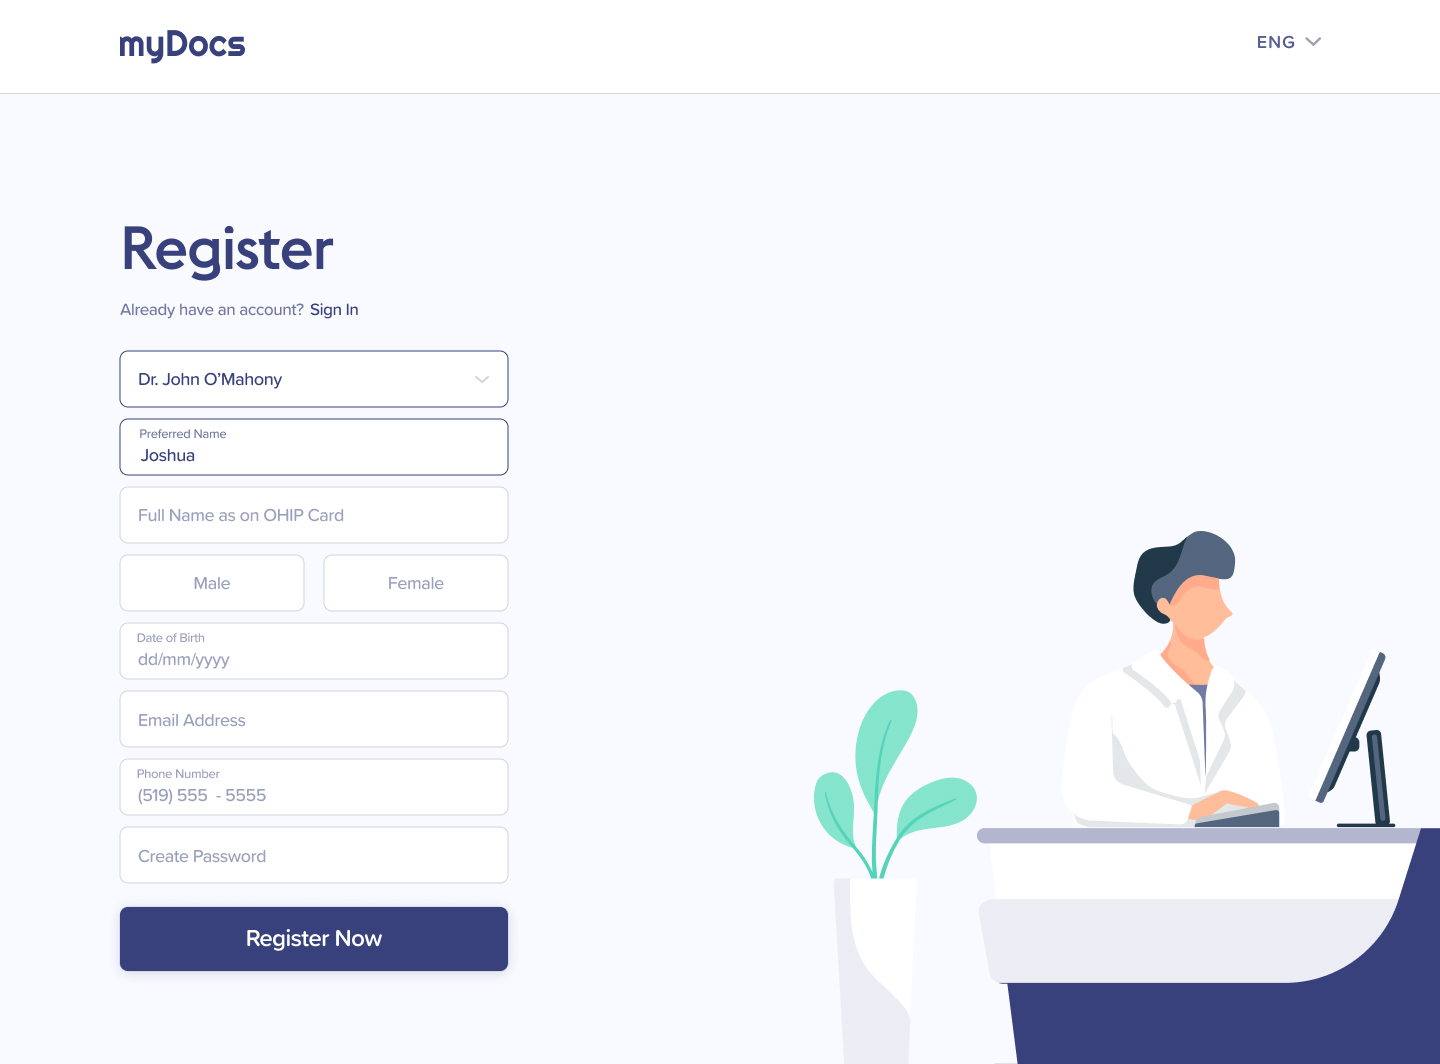 myDocs
ENG
Register
Already have an account? Sign In
Dr. John O’Mahony
Preferred Name
Joshua
Full Name as on OHIP Card
Male
Female
Date of Birth
dd/mm/yyyy
Email Address
Phone Number
(519) 555 - 5555
Create Password
Register Now